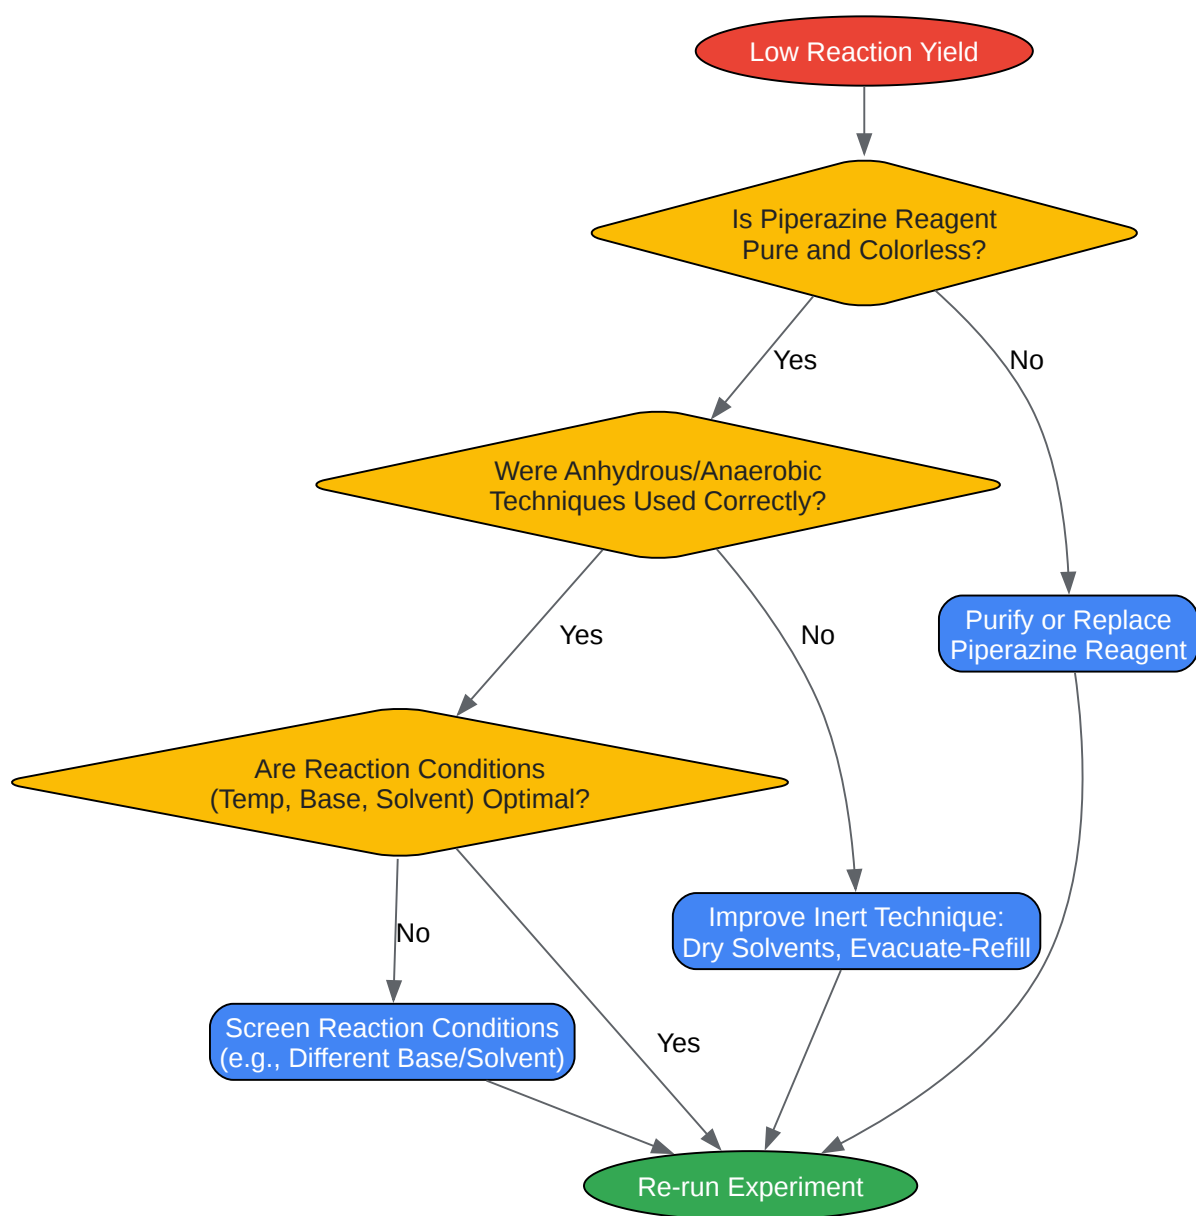 Low Reaction Yield
Is Piperazine Reagent
Pure and Colorless?
Yes
No
Were Anhydrous/Anaerobic
Techniques Used Correctly?
Yes
No
Purify or Replace
Piperazine Reagent
Are Reaction Conditions
(Temp, Base, Solvent) Optimal?
No
Improve Inert Technique:
Dry Solvents, Evacuate-Refill
Screen Reaction Conditions
(e.g., Different Base/Solvent)
Yes
Re-run Experiment